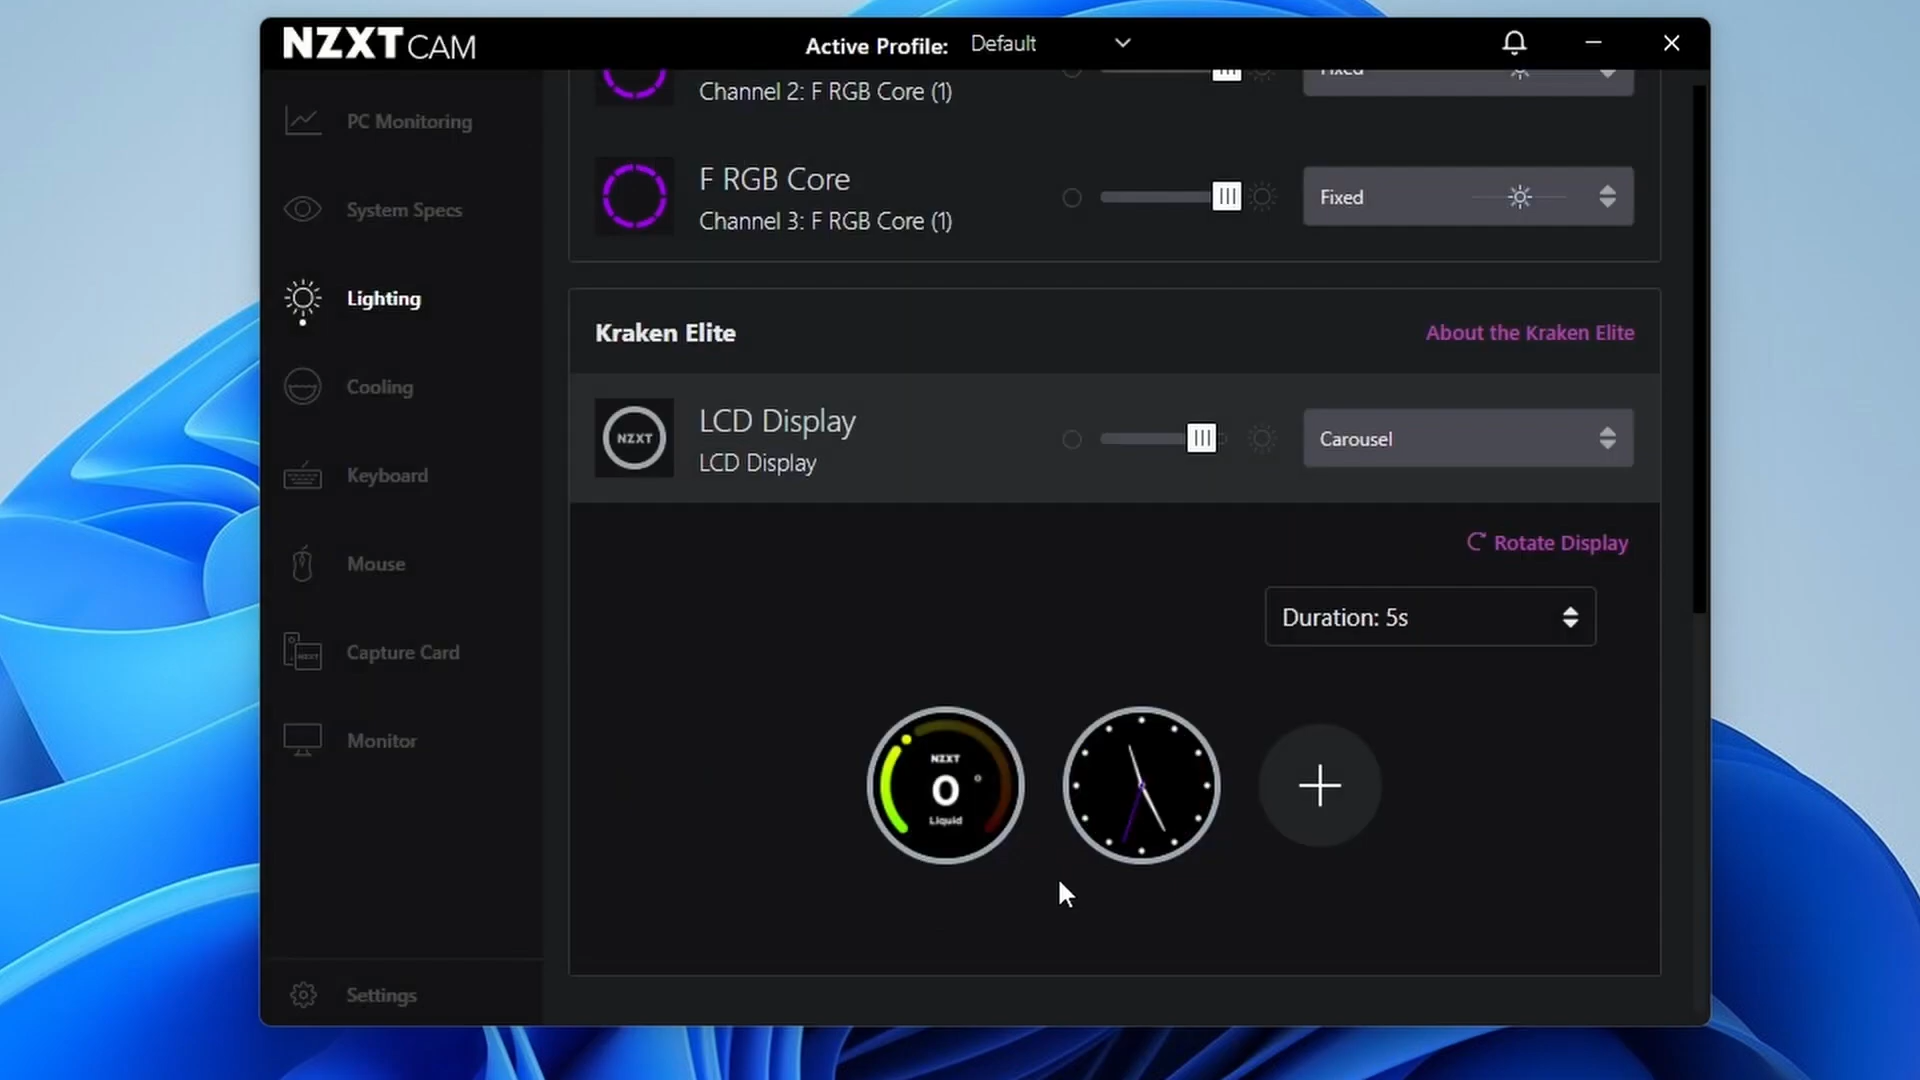 NZXT CAM
Active Profile: Default
PC Monitoring
System Specs
Lighting
Cooling
Keyboard
Mouse
Capture Card
Monitor
Settings
Channel 2: F RGB Core (1)
Fixed
F RGB Core
Channel 3: F RGB Core (1)
Fixed
Kraken Elite
About the Kraken Elite
NZXT
LCD Display
LCD Display
Carousel
Rotate Display
Duration: 5s
NZXT
0°
Liquid